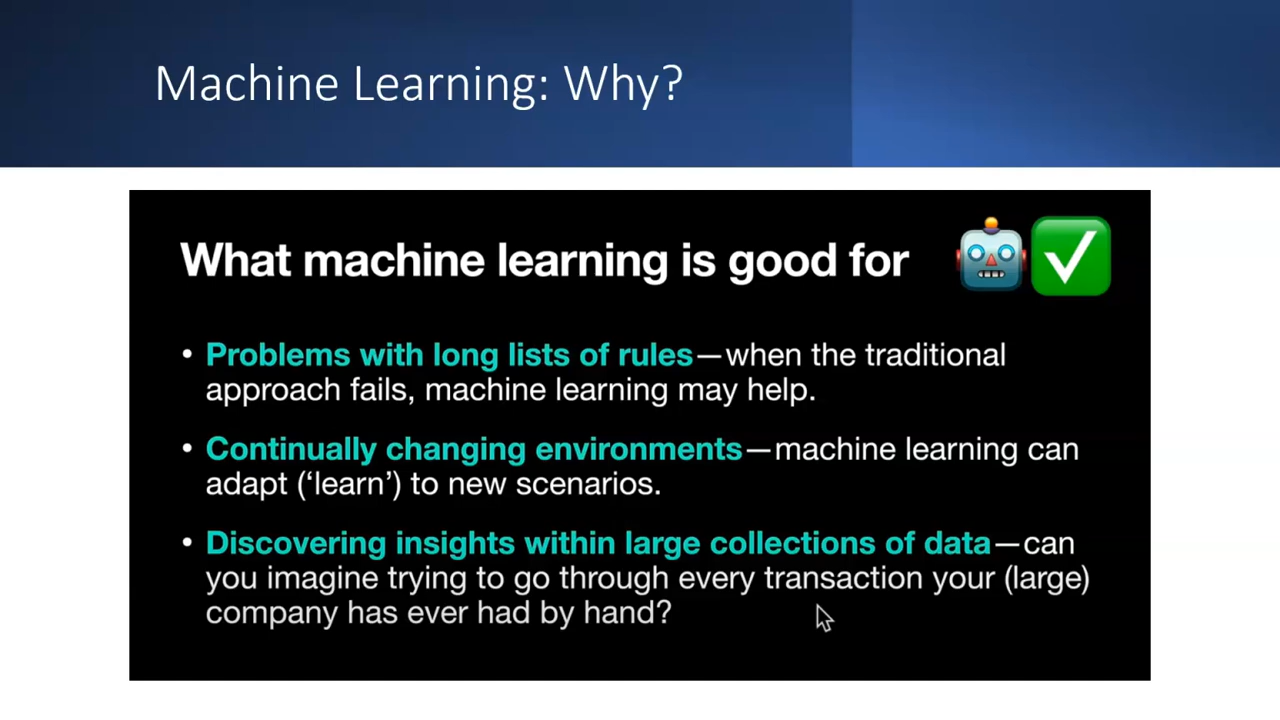 Machine Learning: Why?
What machine learning is good for
• Problems with long lists of rules—when the traditional
approach fails, machine learning may help.
• Continually changing environments—machine learning can
adapt (‘learn’) to new scenarios.
• Discovering insights within large collections of data—can
you imagine trying to go through every transaction your (large)
company has ever had by hand?